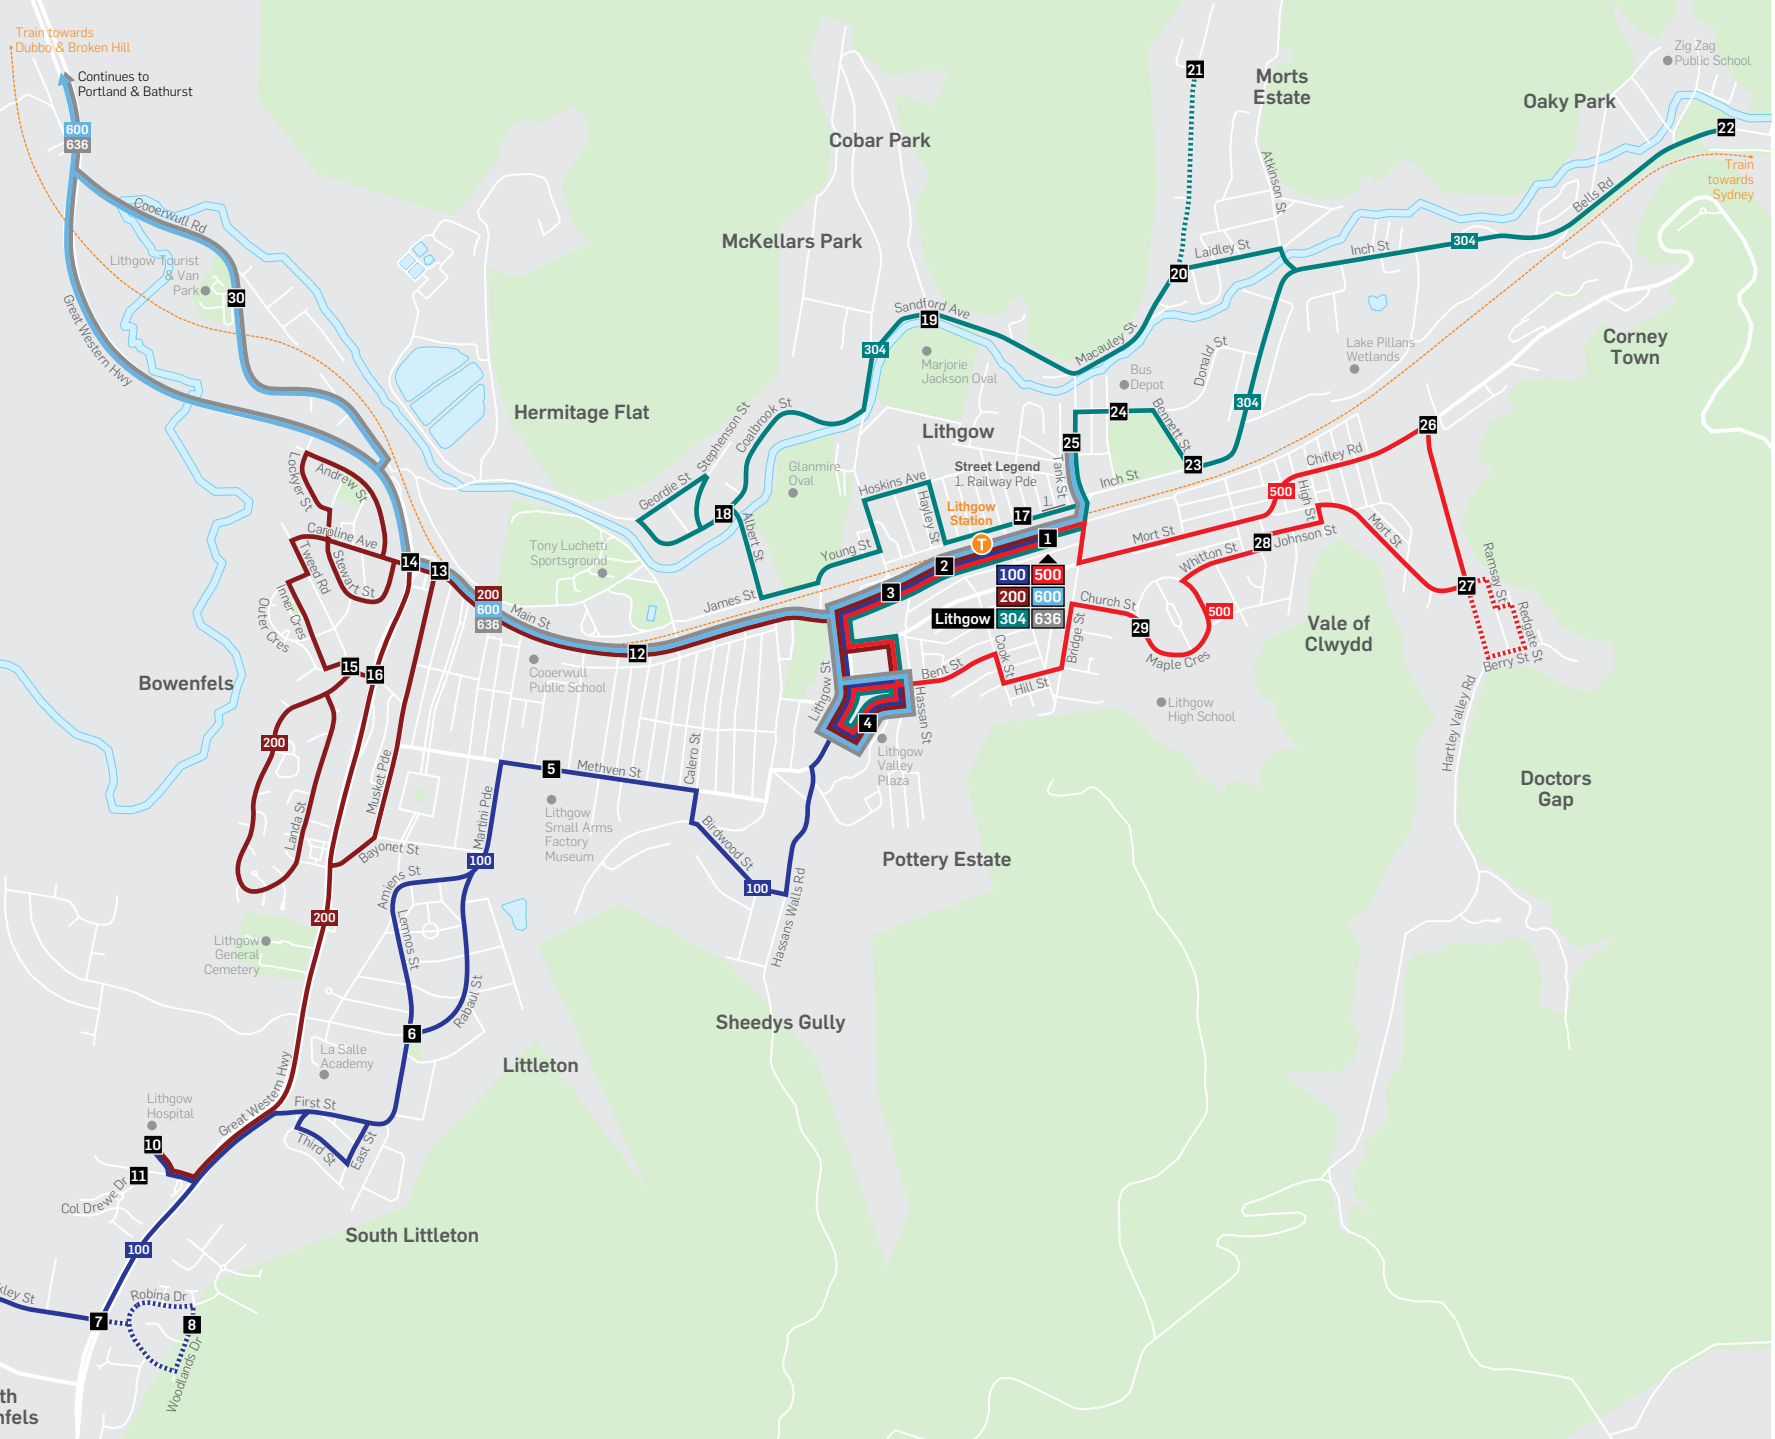 Train towards
Dubbo & Broken Hill
Continues to
Portland & Bathurst
600
636
Cooerwull Rd
Lithgow Tourist
& Van
Park
30
Great Western Hwy
Cobar Park
McKellars Park
Hermitage Flat
21
Morts
Estate
Atkinson St
Oaky Park
Zig Zag
Public School
22
Train
towards
Sydney
Bells Rd
304
Inch St
Laidley St
20
Sandford Ave
19
304
Marjorie
Jackson Oval
Macauley St
Donald St
Bus
Depot
Lake Pillans
Wetlands
Corney
Town
304
24
Bennett St
25
23
Lithgow
Street Legend
1. Railway Pde
Tank St
Inch St
1
Coalbrook St
Stephenson St
Geordie St
Glanmire
Oval
Hoskins Ave
Hayley St
Lithgow
Station
T
17
18
Albert St
Young St
26
Chifley Rd
500
High St
Mort St
28
Johnson St
Mort St
Whitton St
27
Ramsay St
Redgate St
Berry St
Lockyer St
Andrew St
Caroline Ave
Tweed Rd
Stewart St
Inner Cres
Outer Cres
14
13
200
600
636
Main St
Tony Luchetti
Sportsground
James St
12
Cooerwull
Public School
1
2
3
100
500
200
600
Lithgow
304
636
Church St
29
500
Maple Cres
Bridge St
Cook St
Hill St
Bent St
Hassan St
Lithgow St
4
Lithgow
Valley
Plaza
Lithgow
High School
Vale of
Clwydd
Hartley Valley Rd
Doctors
Gap
Bowenfels
15
16
200
Landa St
Musket Pde
Bayonet St
5
Methven St
Calero St
Martini Pde
Lithgow
Small Arms
Factory
Museum
Birdwood St
100
100
Hassans Walls Rd
Pottery Estate
Amiens St
Lemnos St
200
Lithgow
General
Cemetery
Rabaul St
6
Sheedys Gully
Littleton
La Salle
Academy
Great Western Hwy
First St
Third St
East St
Lithgow
Hospital
10
11
Col Drewe Dr
South Littleton
100
kley St
7
Robina Dr
8
Woodlands Dr
th
nfels